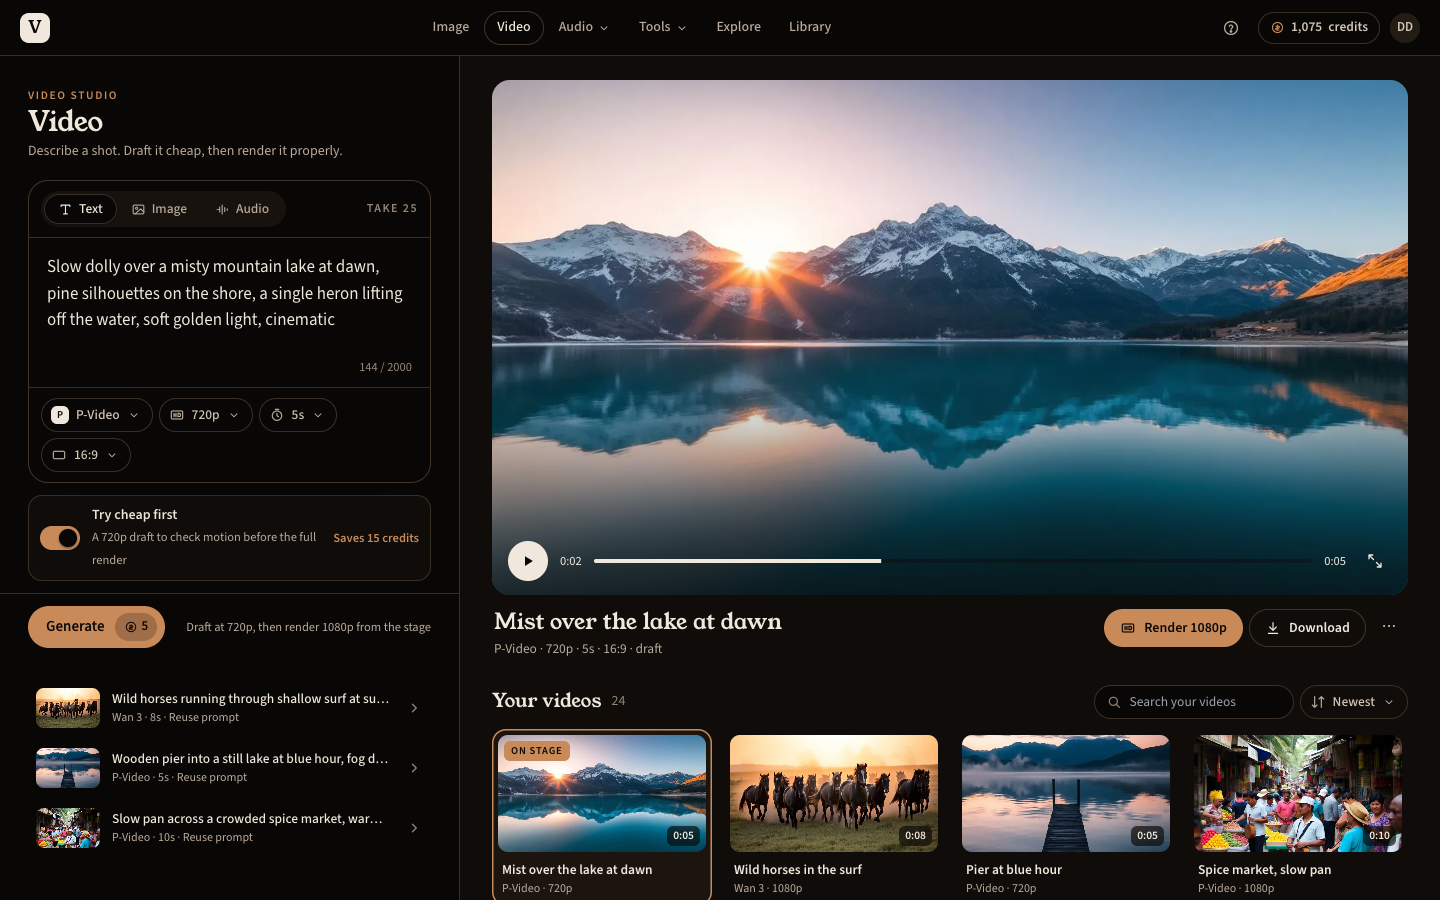 V
Image
Video
Audio
Tools
Explore
Library
1,075 credits
DD
VIDEO STUDIO
Video
Describe a shot. Draft it cheap, then render it properly.
Text
Image
Audio
TAKE 25
Slow dolly over a misty mountain lake at dawn,
pine silhouettes on the shore, a single heron lifting
off the water, soft golden light, cinematic
144 / 2000
P
P-Video
HD
720p
5s
16:9
Try cheap first
A 720p draft to check motion before the full
render
Saves 15 credits
Generate
5
Draft at 720p, then render 1080p from the stage
Wild horses running through shallow surf at su…
Wan 3 · 8s · Reuse prompt
Wooden pier into a still lake at blue hour, fog d…
P-Video · 5s · Reuse prompt
Slow pan across a crowded spice market, war…
P-Video · 10s · Reuse prompt
0:02
0:05
Mist over the lake at dawn
P-Video · 720p · 5s · 16:9 · draft
HD
Render 1080p
Download
Your videos
24
Search your videos
Newest
ON STAGE
0:05
Mist over the lake at dawn
P-Video · 720p
0:08
Wild horses in the surf
Wan 3 · 1080p
0:05
Pier at blue hour
P-Video · 720p
0:10
Spice market, slow pan
P-Video · 1080p